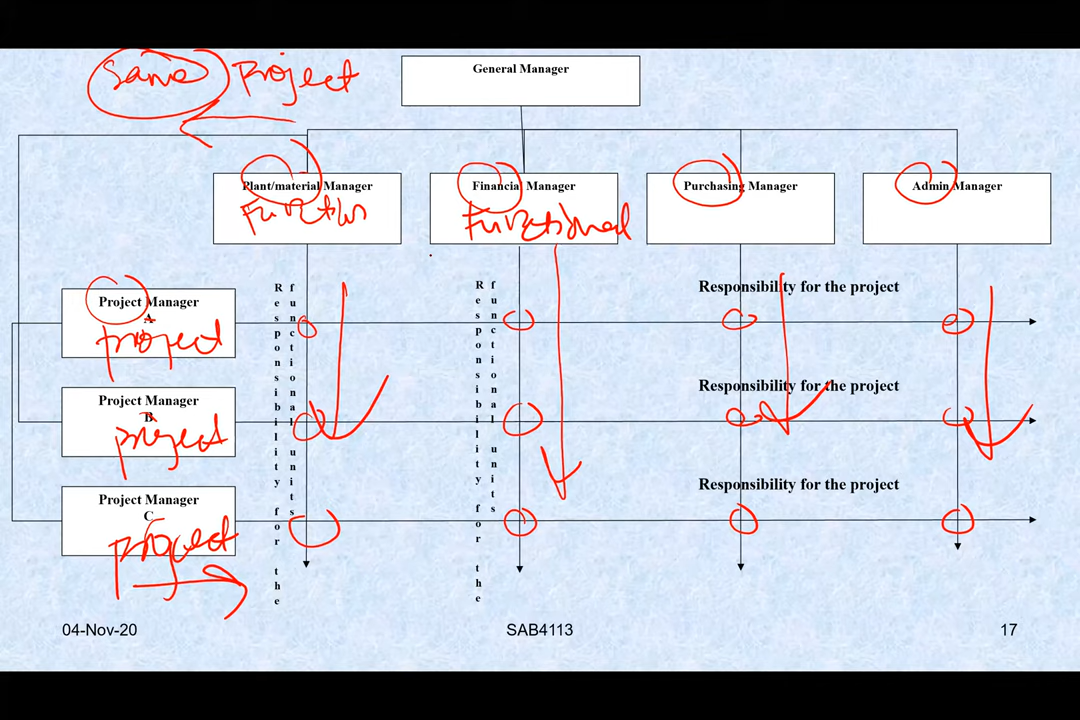 Same Project
General Manager
Plant/material Manager
Function
Financial Manager
Functional
Purchasing Manager
Admin Manager
Responsibility for the
functional units
Responsibility for the
functional units
Project Manager
A
project
Responsibility for the project
Project Manager
B
project
Responsibility for the project
Project Manager
C
project
Responsibility for the project
04-Nov-20
SAB4113
17